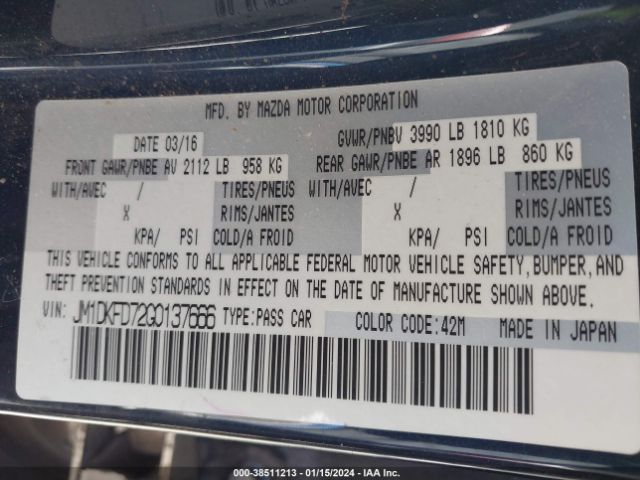 MFD. BY MAZDA MOTOR CORPORATION
DATE 03/16 GVWR/PNBV 3990 LB 1810 KG
FRONT GAWR/PNBE AV 2112 LB 958 KG REAR GAWR/PNBE AR 1896 LB 860 KG
WITH/AVEC / TIRES/PNEUS WITH/AVEC / TIRES/PNEUS
X RIMS/JANTES X RIMS/JANTES
KPA/ PSI COLD/A FROID KPA/ PSI COLD/A FROID
THIS VEHICLE CONFORMS TO ALL APPLICABLE FEDERAL MOTOR VEHICLE SAFETY, BUMPER, AND
THEFT PREVENTION STANDARDS IN EFFECT ON THE DATE OF MANUFACTURE SHOWN ABOVE.
VIN: JM1DKFD72G0137666 TYPE:PASS CAR COLOR CODE:42M MADE IN JAPAN
000-38511213 - 01/15/2024 - IAA Inc.